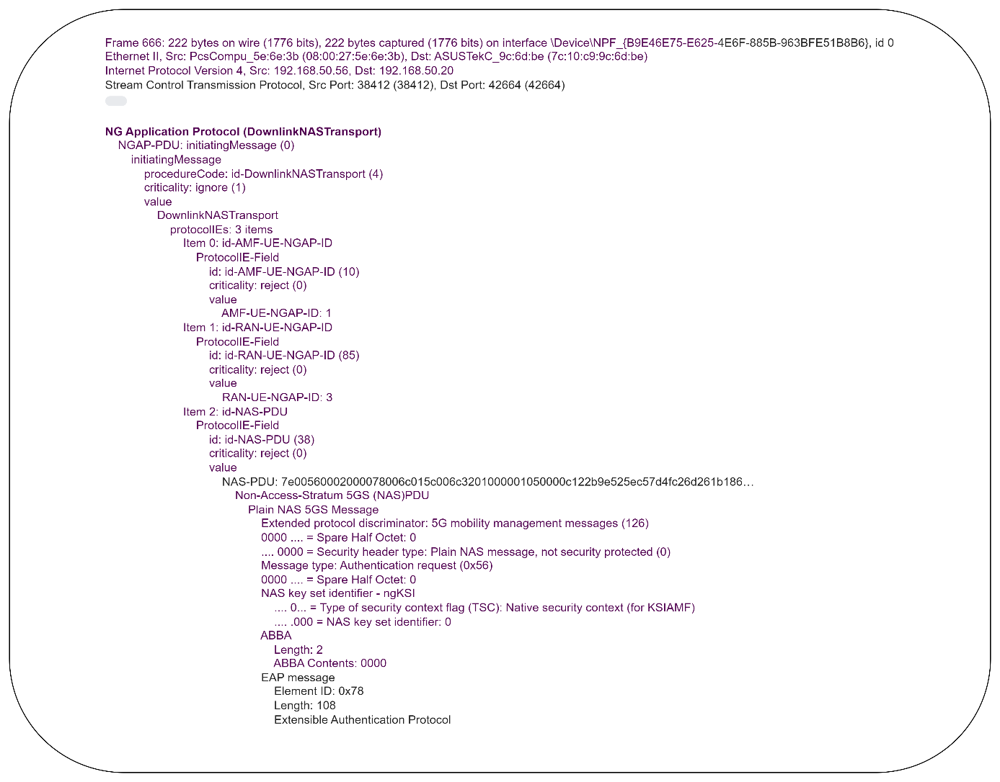 Frame 666: 222 bytes on wire (1776 bits), 222 bytes captured (1776 bits) on interface \Device\NPF_{B9E46E75-E625-4E6F-885B-963BFE51B8B6}, id 0
Ethernet II, Src: PcsCompu_5e:6e:3b (08:00:27:5e:6e:3b), Dst: ASUSTekC_9c:6d:be (7c:10:c9:9c:6d:be)
Internet Protocol Version 4, Src: 192.168.50.56, Dst: 192.168.50.20
Stream Control Transmission Protocol, Src Port: 38412 (38412), Dst Port: 42664 (42664)
NG Application Protocol (DownlinkNASTransport)
NGAP-PDU: initiatingMessage (0)
initiatingMessage
procedureCode: id-DownlinkNASTransport (4)
criticality: ignore (1)
value
DownlinkNASTransport
protocolIEs: 3 items
Item 0: id-AMF-UE-NGAP-ID
ProtocolIE-Field
id: id-AMF-UE-NGAP-ID (10)
criticality: reject (0)
value
AMF-UE-NGAP-ID: 1
Item 1: id-RAN-UE-NGAP-ID
ProtocolIE-Field
id: id-RAN-UE-NGAP-ID (85)
criticality: reject (0)
value
RAN-UE-NGAP-ID: 3
Item 2: id-NAS-PDU
ProtocolIE-Field
id: id-NAS-PDU (38)
criticality: reject (0)
value
NAS-PDU: 7e00560002000078006c015c006c3201000001050000c122b9e525ec57d4fc26d261b186…
Non-Access-Stratum 5GS (NAS)PDU
Plain NAS 5GS Message
Extended protocol discriminator: 5G mobility management messages (126)
0000 .... = Spare Half Octet: 0
.... 0000 = Security header type: Plain NAS message, not security protected (0)
Message type: Authentication request (0x56)
0000 .... = Spare Half Octet: 0
NAS key set identifier - ngKSI
.... 0... = Type of security context flag (TSC): Native security context (for KSIAMF)
.... .000 = NAS key set identifier: 0
ABBA
Length: 2
ABBA Contents: 0000
EAP message
Element ID: 0x78
Length: 108
Extensible Authentication Protocol